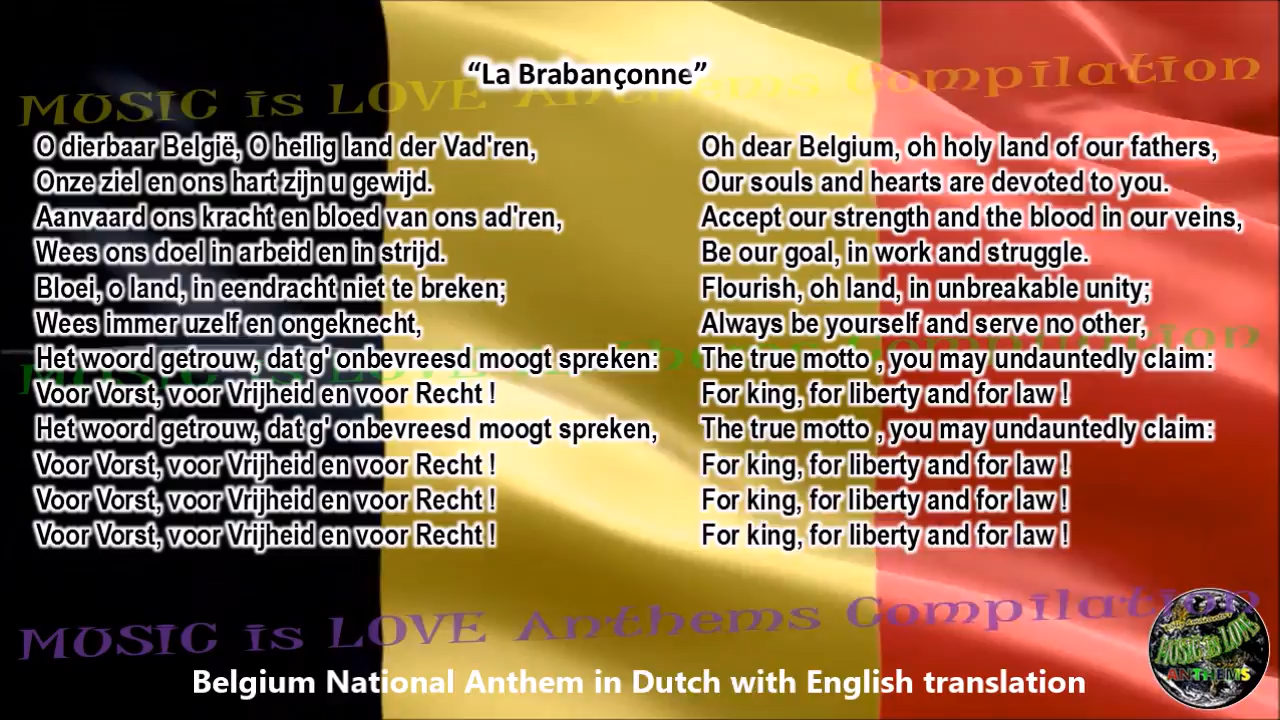 “La Brabançonne”
MUSIC is LOVE Anthems Compilation
O dierbaar België, O heilig land der Vad'ren,
Onze ziel en ons hart zijn u gewijd.
Aanvaard ons kracht en bloed van ons ad'ren,
Wees ons doel in arbeid en in strijd.
Bloei, o land, in eendracht niet te breken;
Wees immer uzelf en ongeknecht,
Het woord getrouw, dat g' onbevreesd moogt spreken:
Voor Vorst, voor Vrijheid en voor Recht !
Het woord getrouw, dat g' onbevreesd moogt spreken,
Voor Vorst, voor Vrijheid en voor Recht !
Voor Vorst, voor Vrijheid en voor Recht !
Voor Vorst, voor Vrijheid en voor Recht !
Oh dear Belgium, oh holy land of our fathers,
Our souls and hearts are devoted to you.
Accept our strength and the blood in our veins,
Be our goal, in work and struggle.
Flourish, oh land, in unbreakable unity;
Always be yourself and serve no other,
The true motto , you may undauntedly claim:
For king, for liberty and for law !
The true motto , you may undauntedly claim:
For king, for liberty and for law !
For king, for liberty and for law !
For king, for liberty and for law !
MUSIC is LOVE Anthems Compilation
MUSIC is LOVE Anthems Compilation
MUSIC IS LOVE
ANTHEMS
Belgium National Anthem in Dutch with English translation